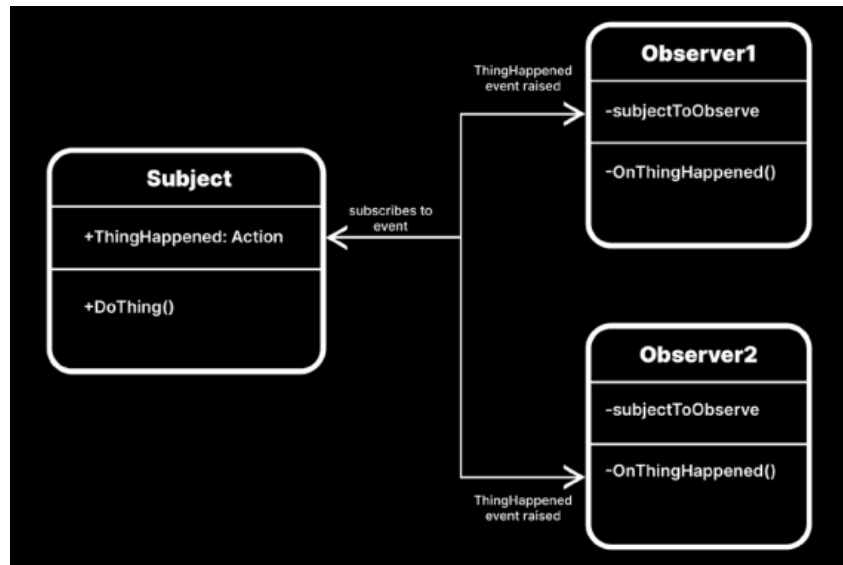 Subject
+ThingHappened: Action
+DoThing()
subscribes to
event
ThingHappened
event raised
Observer1
-subjectToObserve
-OnThingHappened()
Observer2
-subjectToObserve
-OnThingHappened()
ThingHappened
event raised